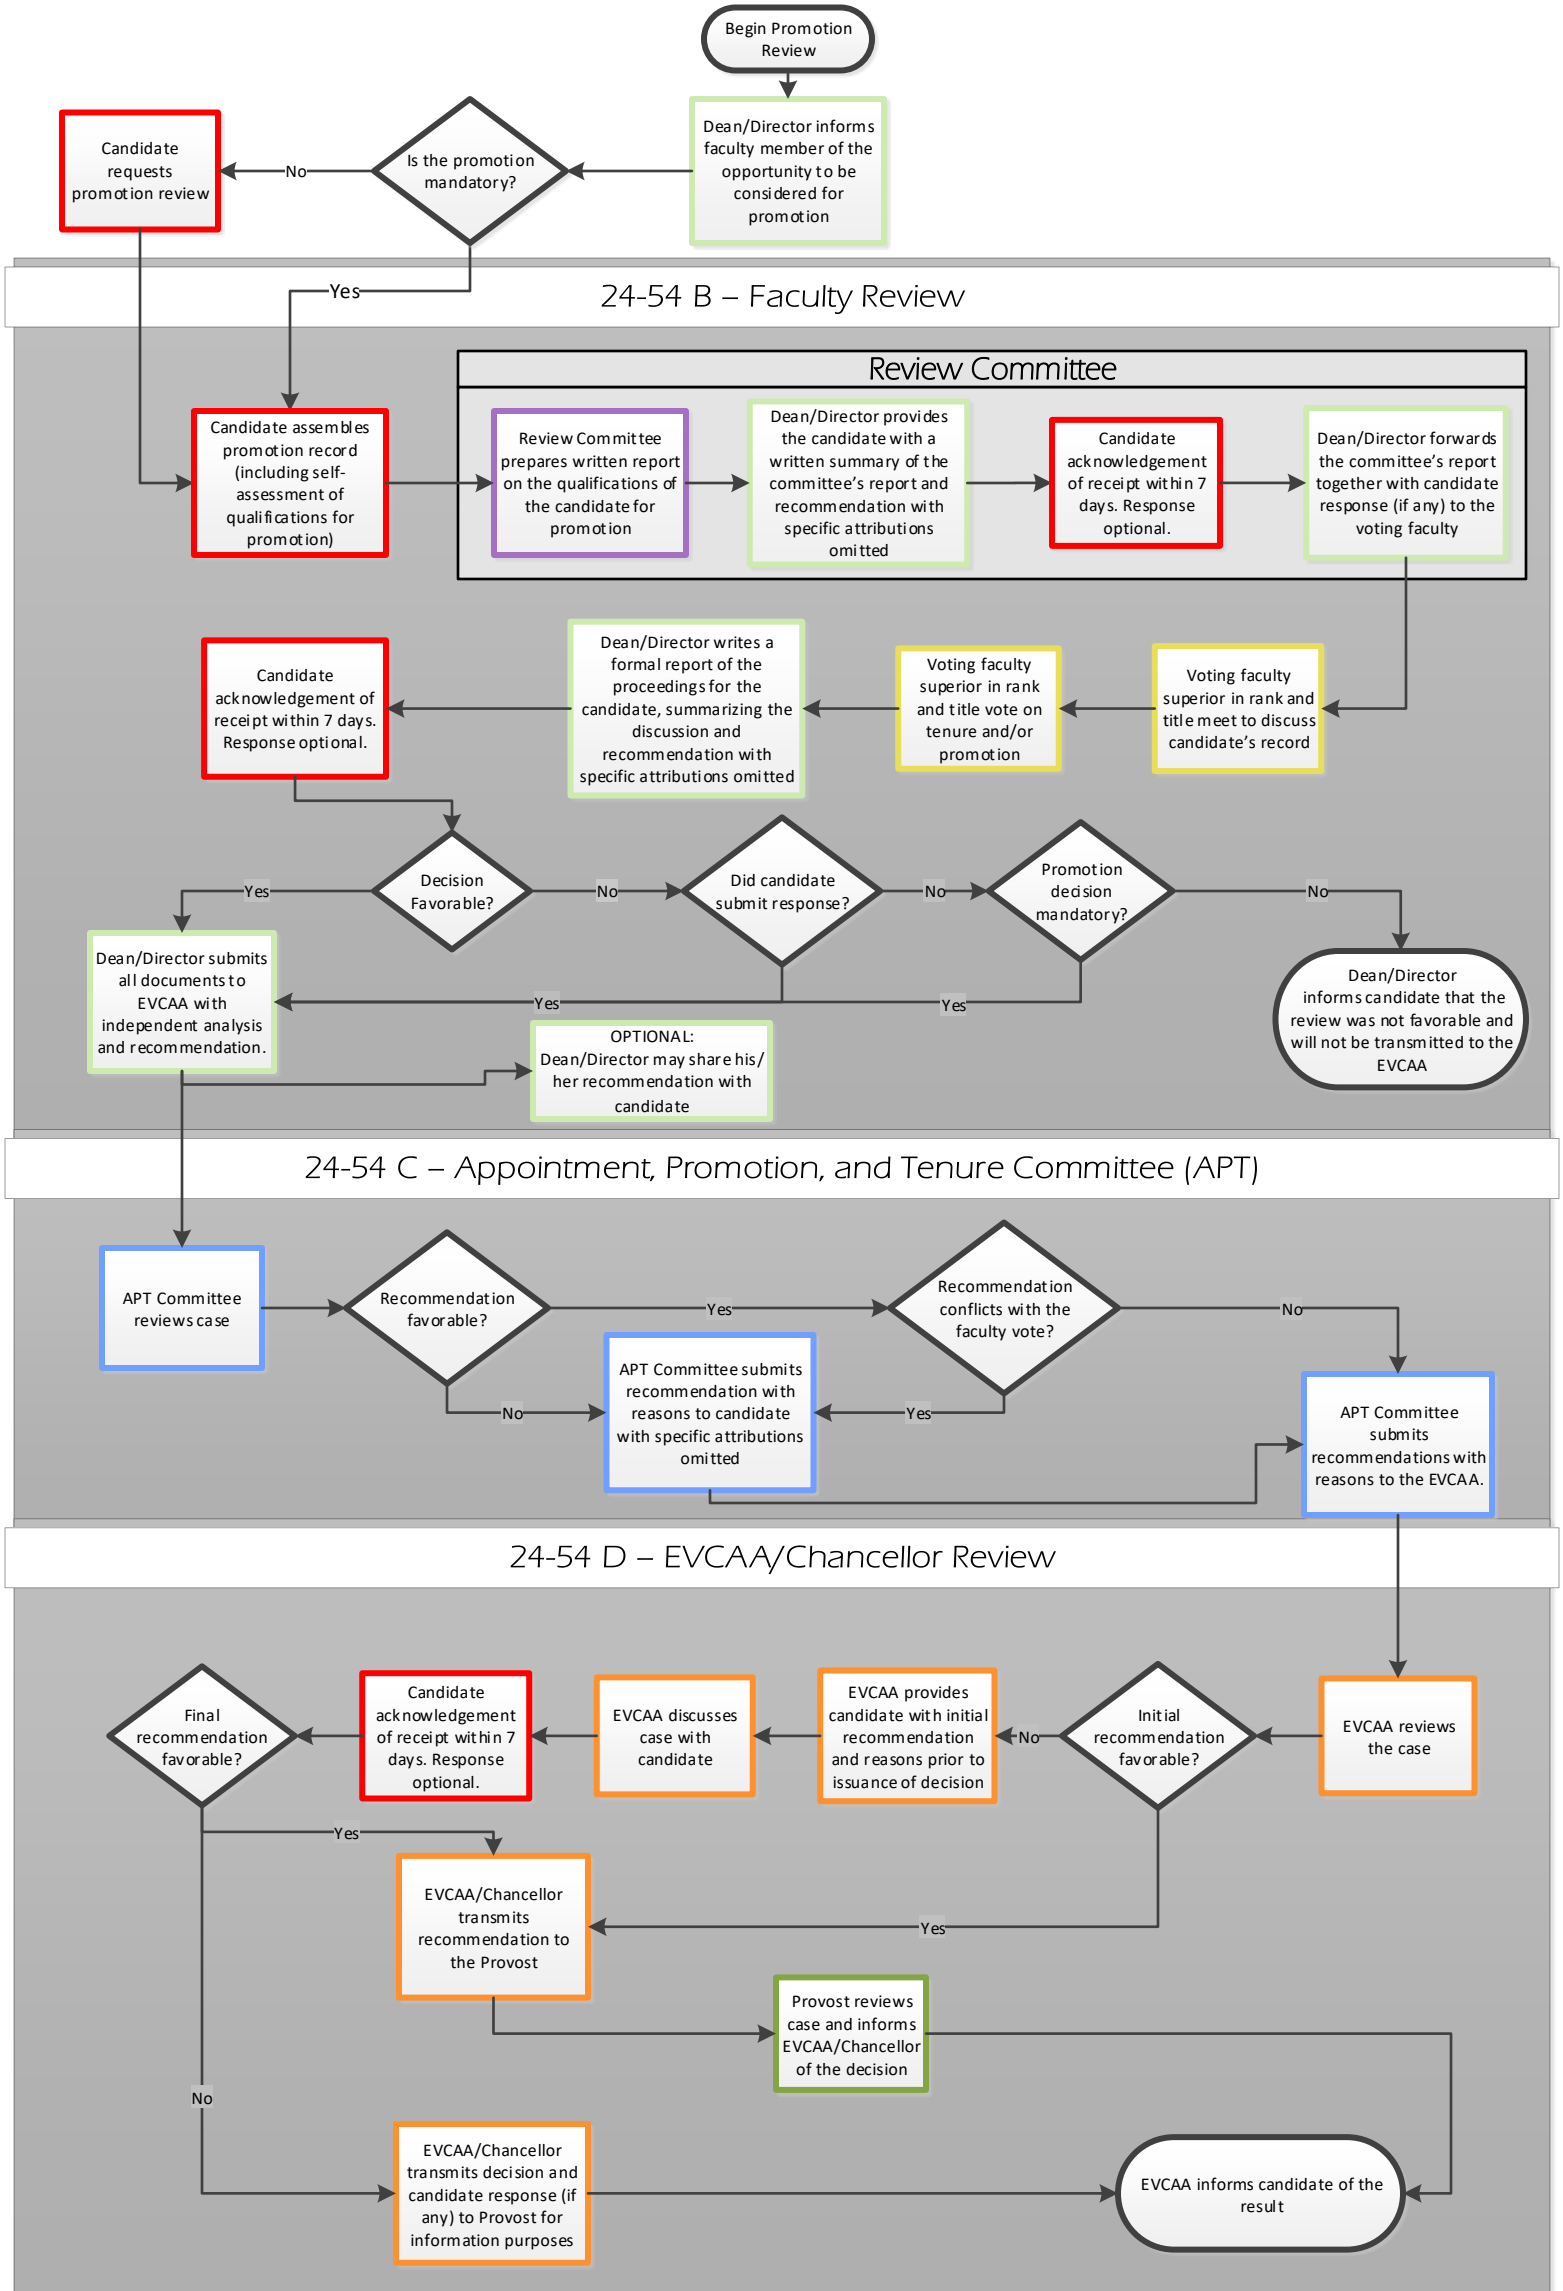 Begin Promotion
Review
Dean/Director informs
faculty member of the
opportunity to be
considered for
promotion
Is the promotion
mandatory?
No
Candidate
requests
promotion review
Yes
24-54 B – Faculty Review
Review Committee
Candidate assembles
promotion record
(including self-
assessment of
qualifications for
promotion)
Review Committee
prepares written report
on the qualifications of
the candidate for
promotion
Dean/Director provides
the candidate with a
written summary of the
committee's report and
recommendation with
specific attributions
omitted
Candidate
acknowledgement
of receipt within 7
days. Response
optional.
Dean/Director forwards
the committee's report
together with candidate
response (if any) to the
voting faculty
Voting faculty
superior in rank and
title meet to discuss
candidate's record
Voting faculty
superior in rank
and title vote on
tenure and/or
promotion
Dean/Director writes a
formal report of the
proceedings for the
candidate, summarizing the
discussion and
recommendation with
specific attributions omitted
Candidate
acknowledgement of
receipt within 7 days.
Response optional.
Decision
Favorable?
Yes
No
Did candidate
submit response?
No
Promotion
decision
mandatory?
No
Dean/Director
informs candidate that the
review was not favorable and
will not be transmitted to the
EVCAA
Yes
Yes
Dean/Director submits
all documents to
EVCAA with
independent analysis
and recommendation.
OPTIONAL:
Dean/Director may share his/
her recommendation with
candidate
24-54 C – Appointment, Promotion, and Tenure Committee (APT)
APT Committee
reviews case
Recommendation
favorable?
Yes
No
Recommendation
conflicts with the
faculty vote?
No
Yes
APT Committee submits
recommendation with
reasons to candidate
with specific attributions
omitted
APT Committee
submits
recommendations with
reasons to the EVCAA.
24-54 D – EVCAA/Chancellor Review
EVCAA reviews
the case
Initial
recommendation
favorable?
No
EVCAA provides
candidate with initial
recommendation
and reasons prior to
issuance of decision
EVCAA discusses
case with
candidate
Candidate
acknowledgement
of receipt within 7
days. Response
optional.
Final
recommendation
favorable?
Yes
Yes
EVCAA/Chancellor
transmits
recommendation to
the Provost
Provost reviews
case and informs
EVCAA/Chancellor
of the decision
No
EVCAA/Chancellor
transmits decision and
candidate response (if
any) to Provost for
information purposes
EVCAA informs candidate of the
result